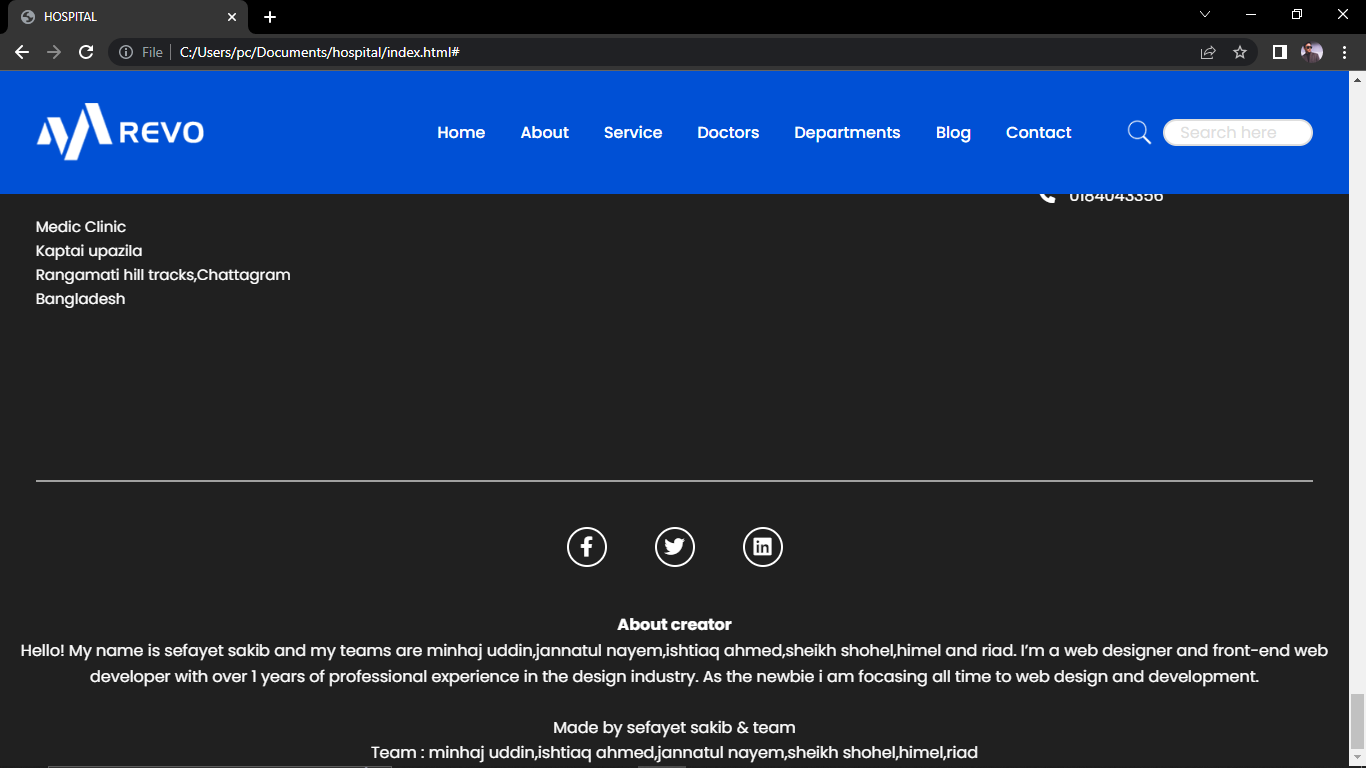 HOSPITAL
File
C:/Users/pc/Documents/hospital/index.html#
REVO
Home
About
Service
Doctors
Departments
Blog
Contact
Search here
0184043356
Medic Clinic
Kaptai upazila
Rangamati hill tracks,Chattagram
Bangladesh
About creator
Hello! My name is sefayet sakib and my teams are minhaj uddin,jannatul nayem,ishtiaq ahmed,sheikh shohel,himel and riad. I'm a web designer and front-end web
developer with over 1 years of professional experience in the design industry. As the newbie i am focasing all time to web design and development.
Made by sefayet sakib & team
Team : minhaj uddin,ishtiaq ahmed,jannatul nayem,sheikh shohel,himel,riad